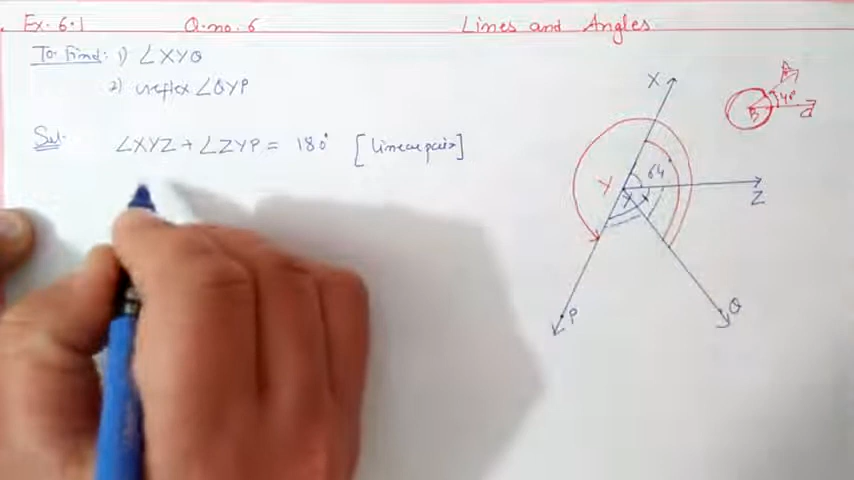 Ex. 6.1 Q.no. 6 Lines and Angles
To Find: 1) ∠XYQ
2) reflex ∠QYP
Sol. ∠XYZ + ∠ZYP = 180° [linear pair]
X
64°
Y
Z
P
Q
A
B
40
C